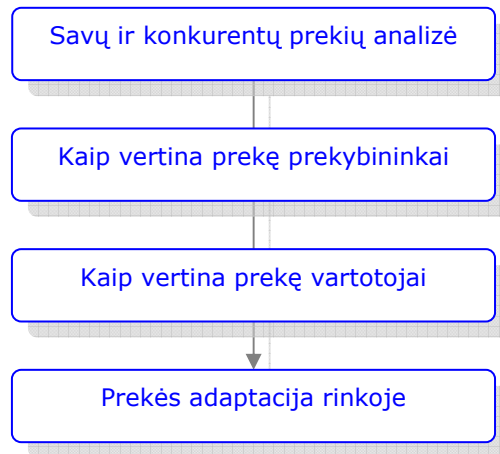 Savų ir konkurentų prekių analizė
Kaip vertina prekę prekybininkai
Kaip vertina prekę vartotojai
Prekės adaptacija rinkoje